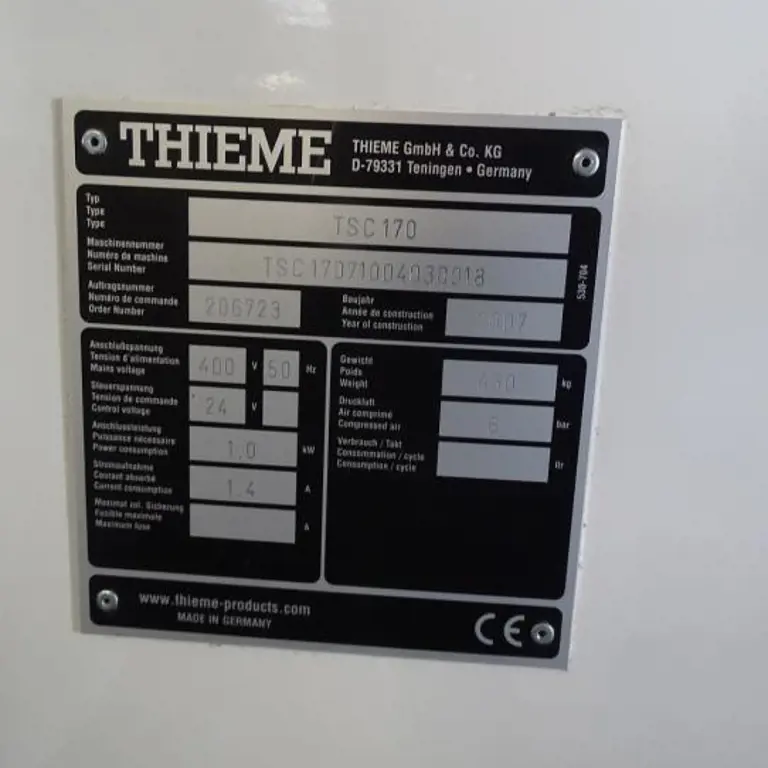 THIEME
THIEME GmbH & Co. KG
D-79331 Teningen • Germany
Typ
Type
Type
TSC170
Maschinennummer
Numéro de machine
Serial Number
Auftragsnummer
Numéro de commande
Order Number
206723
Baujahr
Année de construction
Year of construction
530-704
Anschlußspannung
Tension d'alimentation
Mains voltage
400 V 50 Hz
Steuerspannung
Tension de commande
Control voltage
24 V
Anschlussleistung
Puissance nécessaire
Power consumption
1.0 kW
Stromaufnahme
Courant absorbé
Current consumption
1.4 A
Maximal zul. Sicherung
Fusible maximale
Maximum fuse
A
Gewicht
Poids
Weight
kg
Druckluft
Air comprimé
Compressed air
6 bar
Verbrauch / Takt
Consommation / cycle
Consumption / cycle
ltr
www.thieme-products.com
MADE IN GERMANY
CE